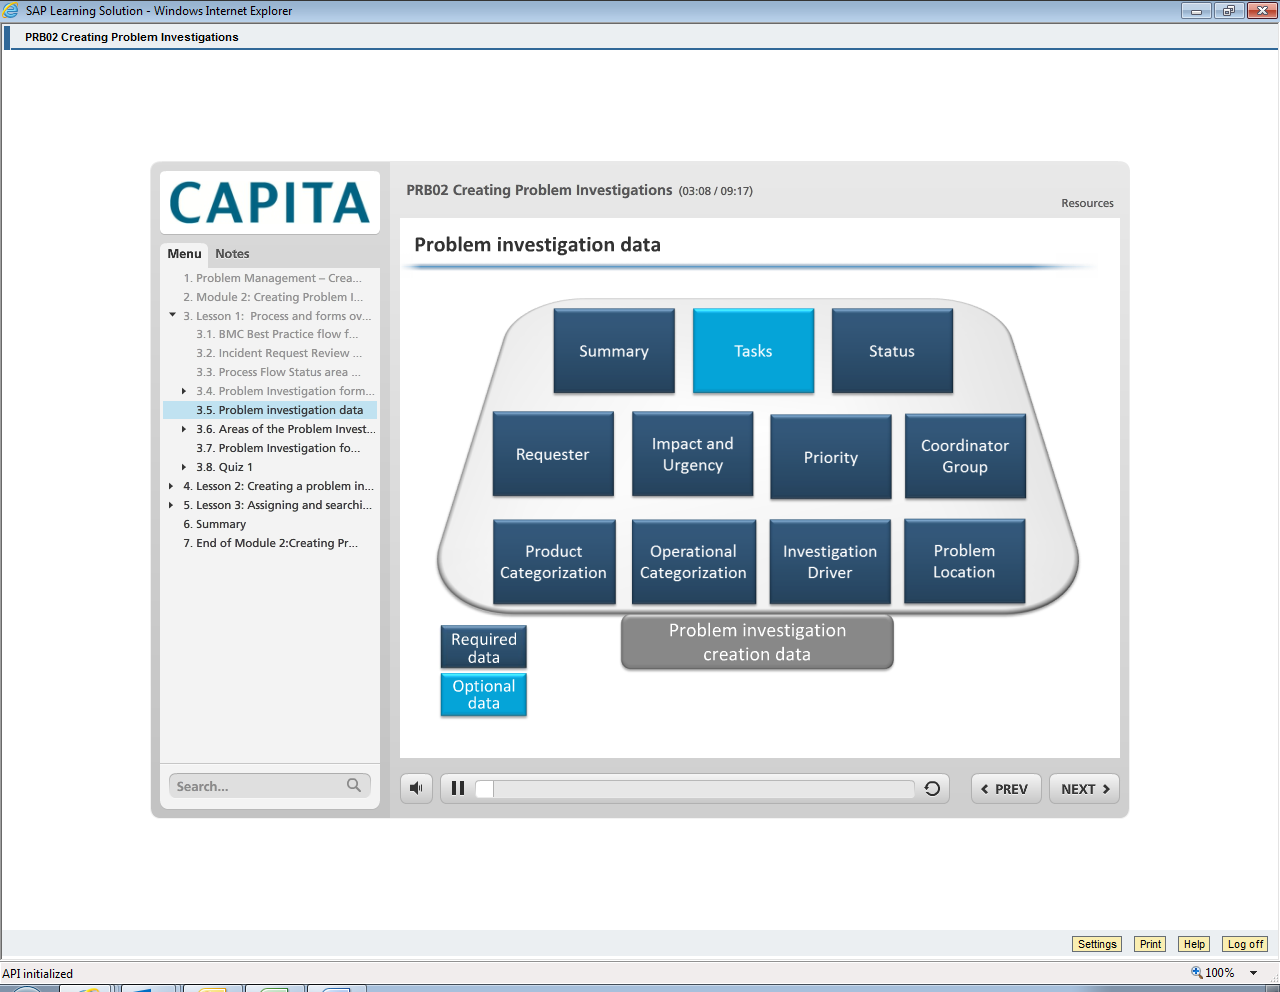 SAP Learning Solution - Windows Internet Explorer
PRB02 Creating Problem Investigations
CAPITA
PRB02 Creating Problem Investigations (03:08 / 09:17)
Resources
Menu
Notes
1. Problem Management – Crea...
2. Module 2: Creating Problem I...
3. Lesson 1: Process and forms ov...
3.1. BMC Best Practice flow f...
3.2. Incident Request Review ...
3.3. Process Flow Status area ...
3.4. Problem Investigation form...
3.5. Problem investigation data
3.6. Areas of the Problem Invest...
3.7. Problem Investigation fo...
3.8. Quiz 1
4. Lesson 2: Creating a problem in...
5. Lesson 3: Assigning and searchi...
6. Summary
7. End of Module 2:Creating Pr...
Search...
Problem investigation data
Summary
Tasks
Status
Requester
Impact and
Urgency
Priority
Coordinator
Group
Product
Categorization
Operational
Categorization
Investigation
Driver
Problem
Location
Problem investigation
creation data
Required
data
Optional
data
PREV
NEXT
Settings
Print
Help
Log off
API initialized
100%